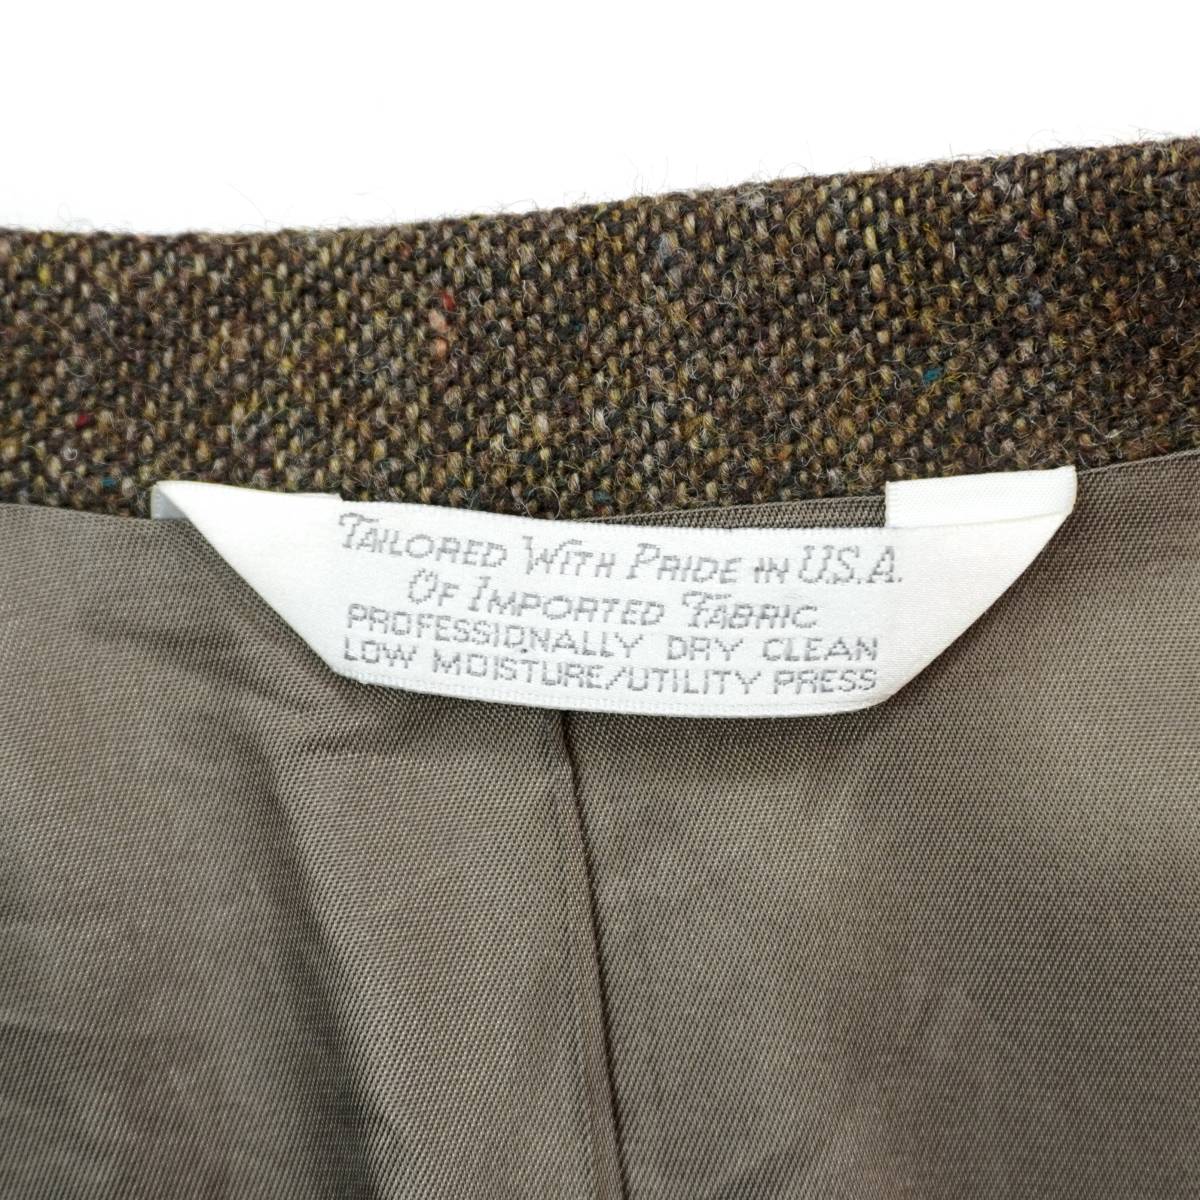 TAILORED WITH PRIDE IN U.S.A.
OF IMPORTED FABRIC
PROFESSIONALLY DRY CLEAN
LOW MOISTURE/UTILITY PRESS